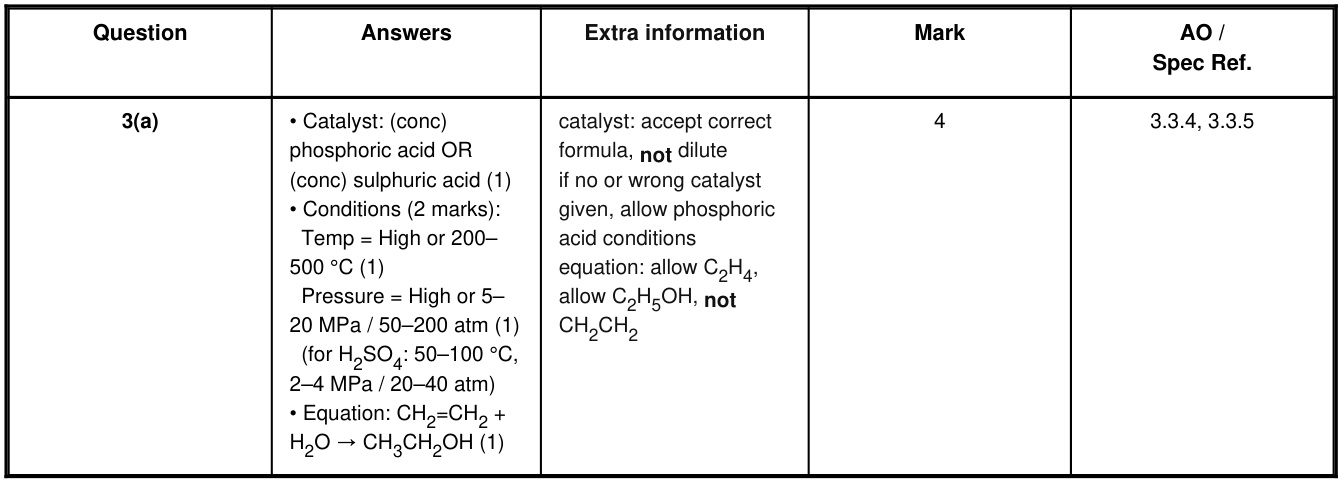 Question Answers Extra information Mark AO /
Spec Ref.
3(a)
• Catalyst: (conc)
phosphoric acid OR
(conc) sulphuric acid (1)
• Conditions (2 marks):
Temp = High or 200–
500 °C (1)
Pressure = High or 5–
20 MPa / 50–200 atm (1)
(for H₂SO₄: 50–100 °C,
2–4 MPa / 20–40 atm)
• Equation: CH₂=CH₂ +
H₂O → CH₃CH₂OH (1)
catalyst: accept correct
formula, not dilute
if no or wrong catalyst
given, allow phosphoric
acid conditions
equation: allow C₂H₄,
allow C₂H₅OH, not
CH₂CH₂
4
3.3.4, 3.3.5